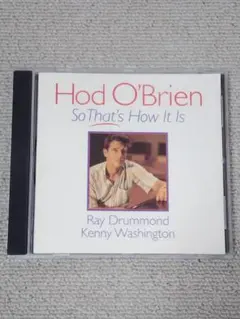 Hod O'Brien
So That's How It Is
Ray Drummond
Kenny Washington